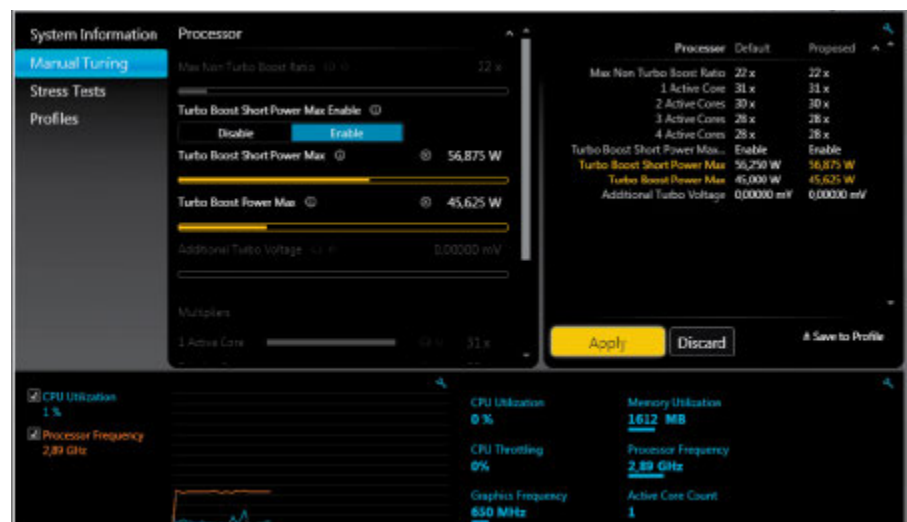 System Information
Manual Tuning
Stress Tests
Profiles
Processor
Max Non Turbo Boost Ratio 22 x
Turbo Boost Short Power Max Enable
Disable Enable
Turbo Boost Short Power Max 56,875 W
Turbo Boost Power Max 45,625 W
Additional Turbo Voltage 0,00000 mV
Multipliers
1 Active Core 31 x
Processor Default Proposed
Max Non Turbo Boost Ratio 22 x 22 x
1 Active Core 31 x 31 x
2 Active Cores 30 x 30 x
3 Active Cores 28 x 28 x
4 Active Cores 28 x 28 x
Turbo Boost Short Power Max... Enable Enable
Turbo Boost Short Power Max 56,250 W 56,875 W
Turbo Boost Power Max 45,000 W 45,625 W
Additional Turbo Voltage 0,00000 mV 0,00000 mV
Apply Discard Save to Profile
CPU Utilization
1 %
Processor Frequency
2,89 GHz
CPU Utilization
0 %
Memory Utilization
1612 MB
CPU Throttling
0%
Processor Frequency
2,89 GHz
Graphics Frequency
650 MHz
Active Core Count
1